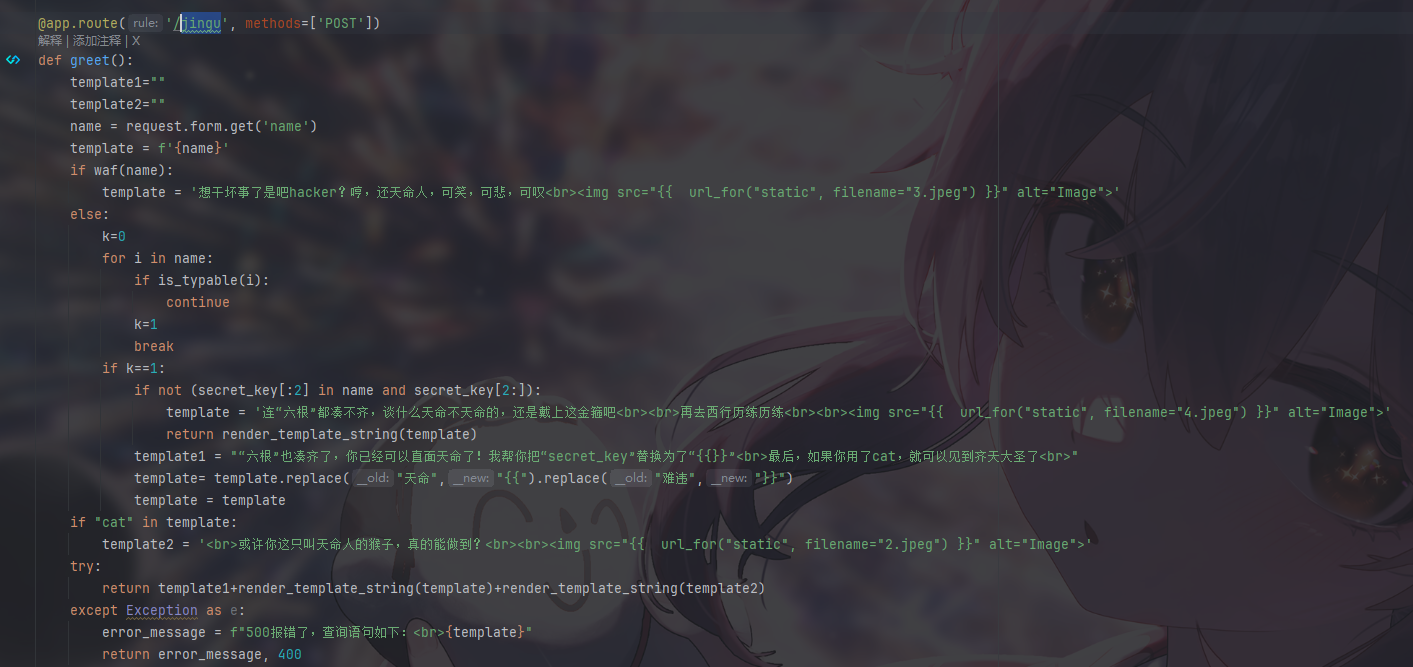 @app.route( rule: '/jingu', methods=['POST'])
解释 | 添加注释 | X
def greet():
template1=""
template2=""
name = request.form.get('name')
template = f'{name}'
if waf(name):
template = '想干坏事了是吧hacker？哼，还天命人，可笑，可悲，可叹<br><img src="{{  url_for("static", filename="3.jpeg") }}" alt="Image">'
else:
k=0
for i in name:
if is_typable(i):
continue
k=1
break
if k==1:
if not (secret_key[:2] in name and secret_key[2:]):
template = '连“六根”都凑不齐，谈什么天命不天命的，还是戴上这金箍吧<br><br>再去西行历练历练<br><br><img src="{{  url_for("static", filename="4.jpeg") }}" alt="Image">'
return render_template_string(template)
template1 = "“六根”也凑齐了，你已经可以直面天命了！我帮你把“secret_key”替换为了“{{}}”<br>最后，如果你用了cat，就可以见到齐天大圣了<br>"
template= template.replace( __old: "天命", __new: "{{").replace( __old: "难违", __new: "}}")
template = template
if "cat" in template:
template2 = '<br>或许你这只叫天命人的猴子，真的能做到？<br><br><img src="{{  url_for("static", filename="2.jpeg") }}" alt="Image">'
try:
return template1+render_template_string(template)+render_template_string(template2)
except Exception as e:
error_message = f"500报错了，查询语句如下：<br>{template}"
return error_message, 400